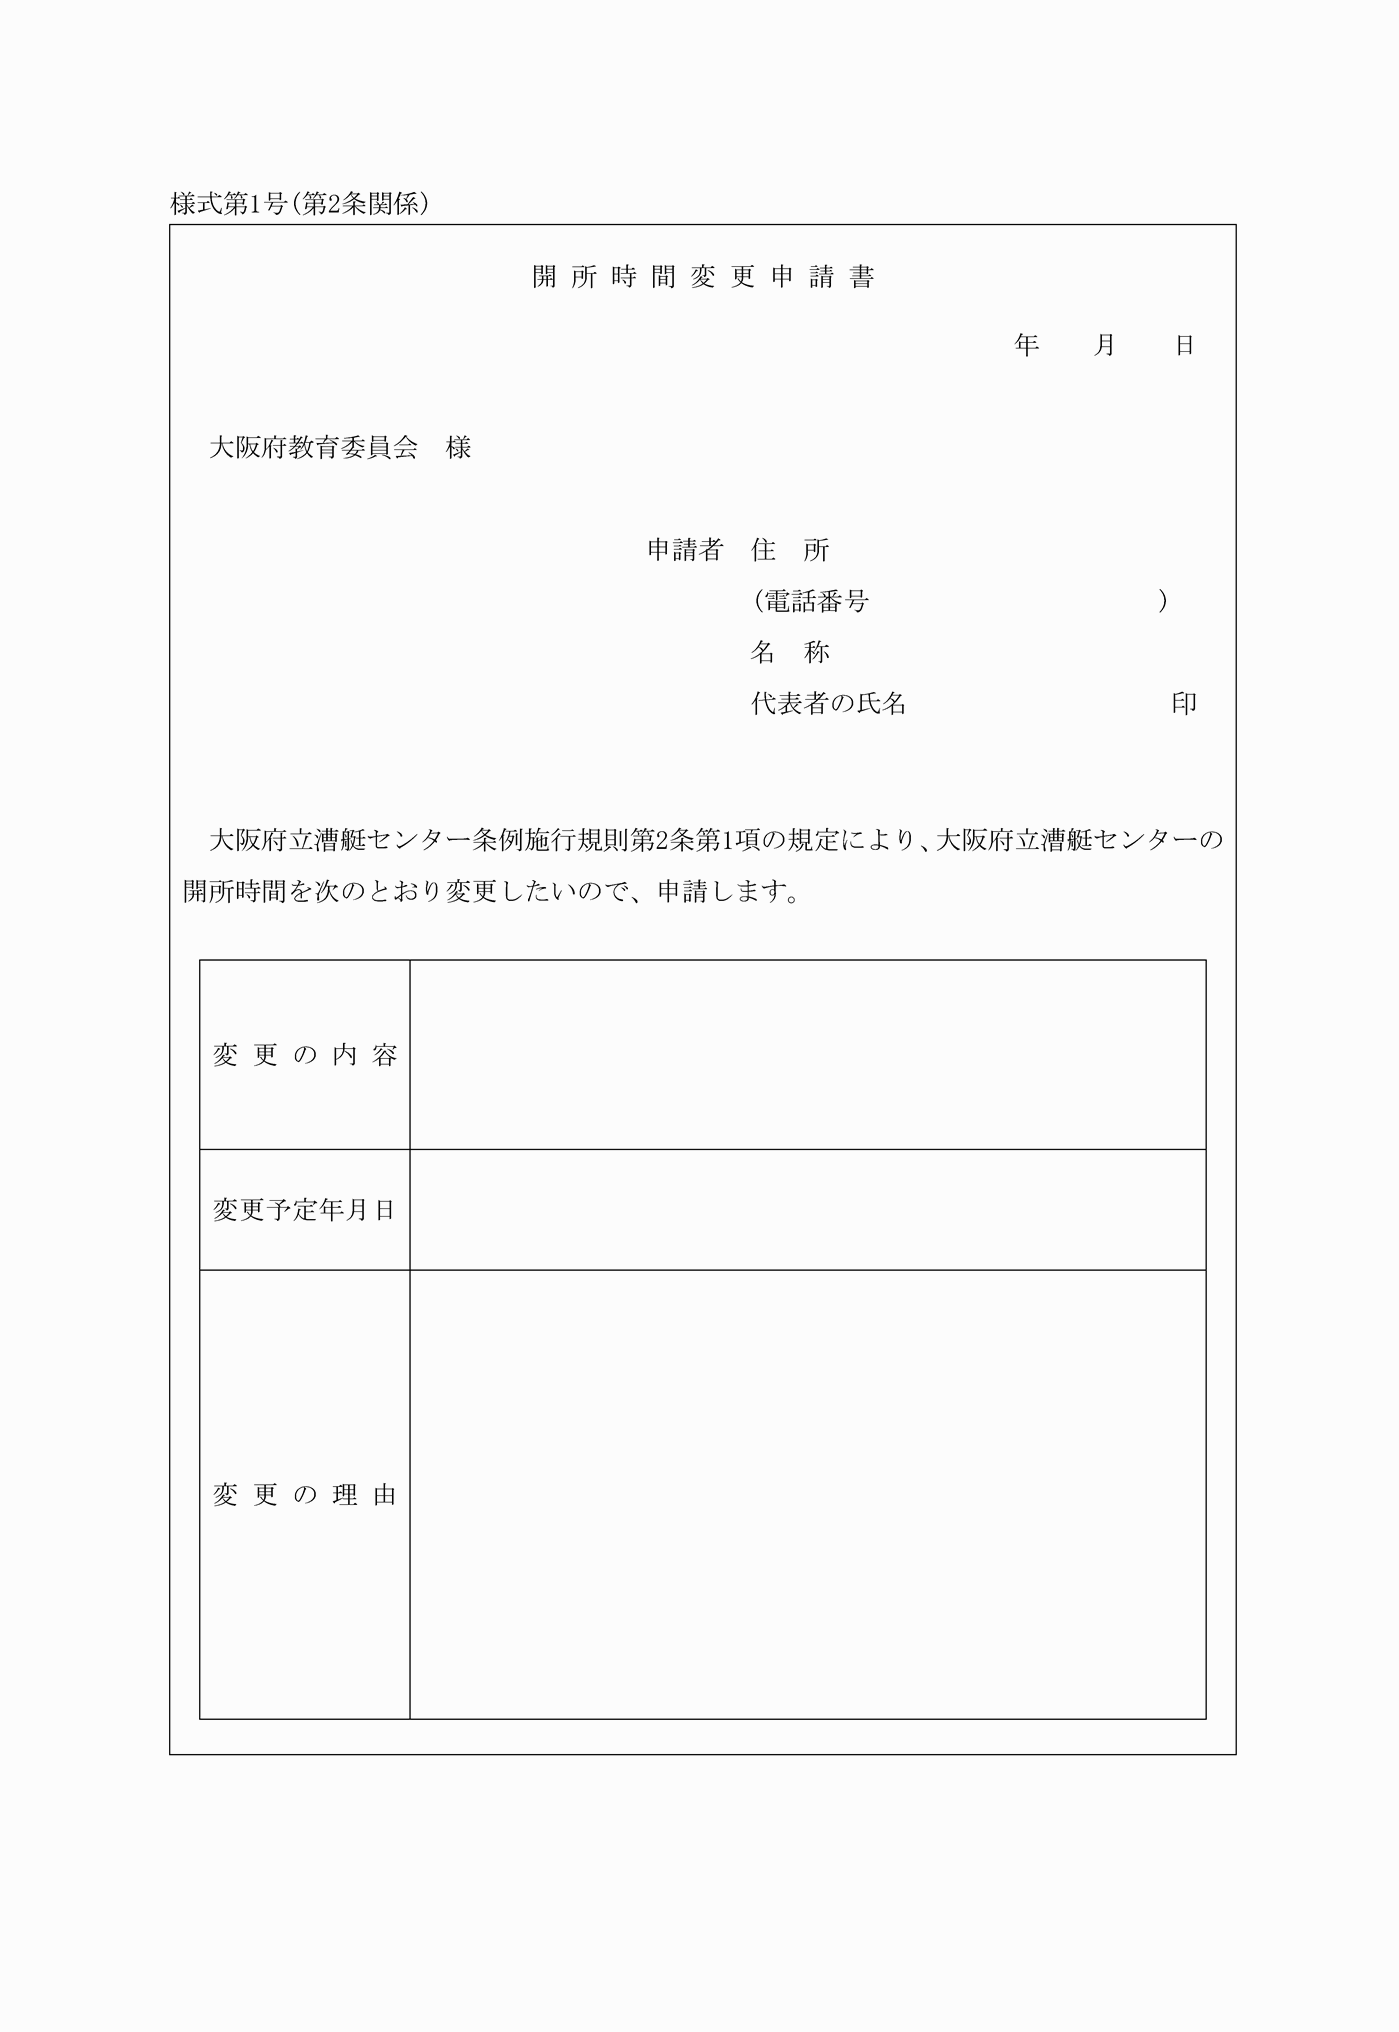 様式第1号(第2条関係)
開所時間変更申請書
年　月　日
大阪府教育委員会　様
申請者　住　所
(電話番号　　　　　　　　　　　)
名　称
代表者の氏名　　　　　　　　　　印
大阪府立漕艇センター条例施行規則第2条第1項の規定により、大阪府立漕艇センターの
開所時間を次のとおり変更したいので、申請します。
変更の内容
変更予定年月日
変更の理由